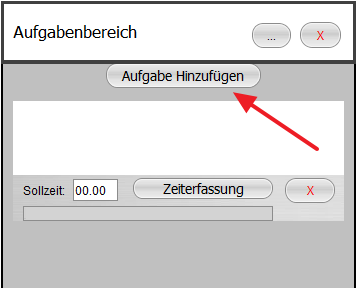 Aufgabenbereich
... X
Aufgabe Hinzufügen
Sollzeit: 00.00 Zeiterfassung X